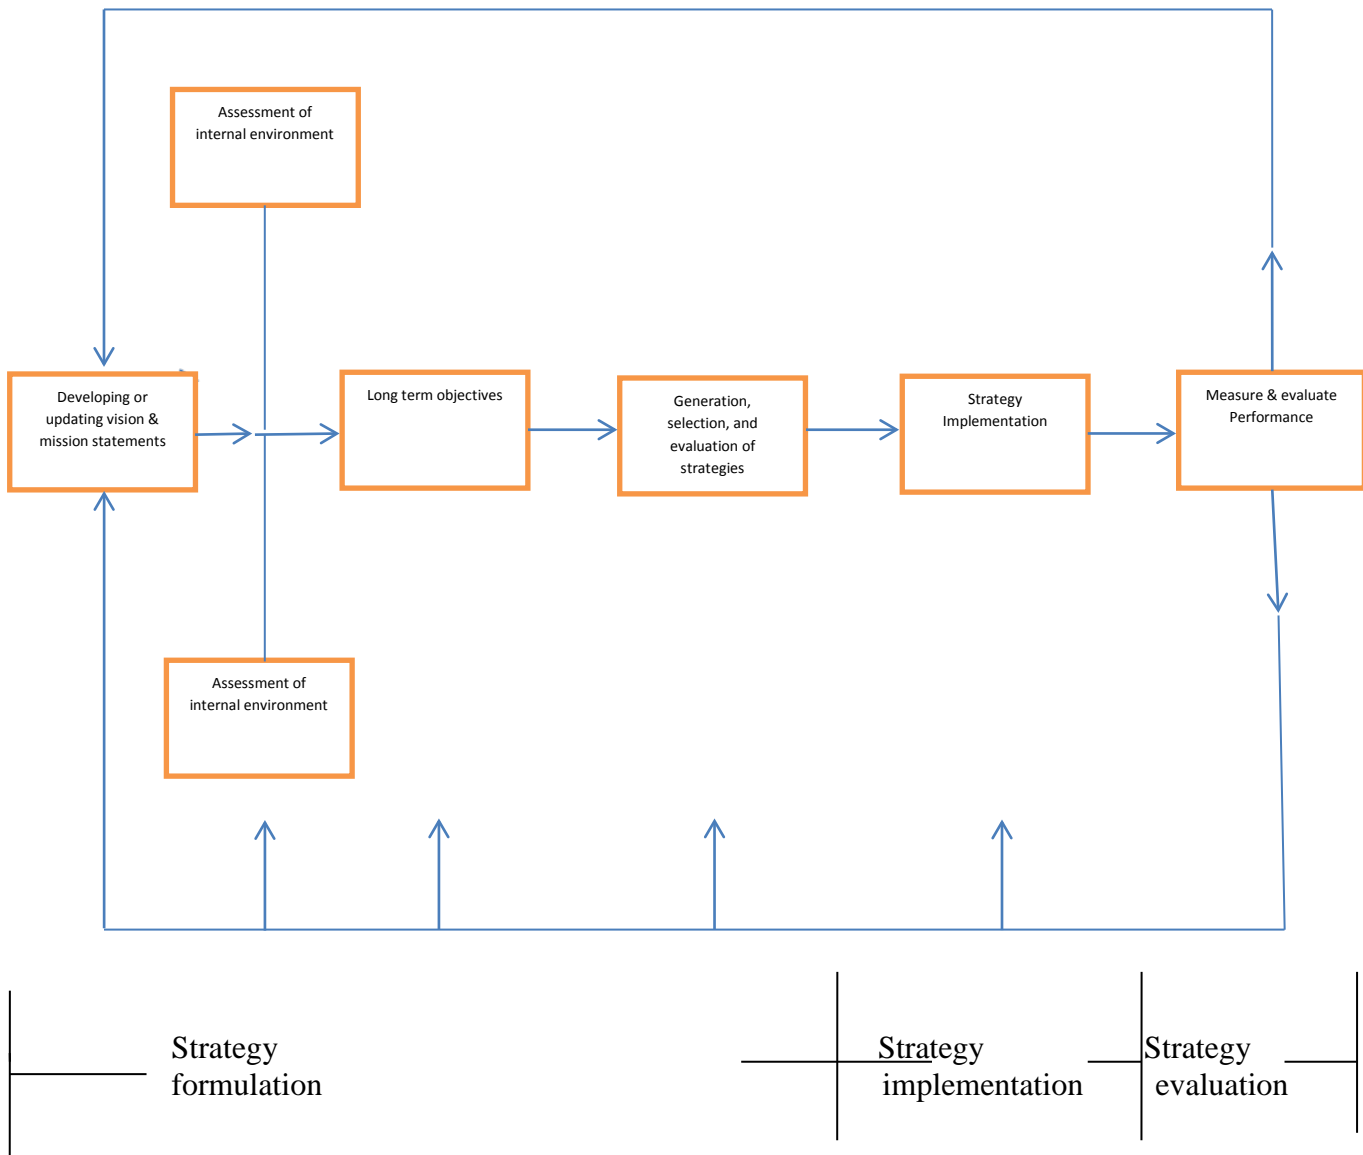 Assessment of
internal environment
Developing or
updating vision &
mission statements
Long term objectives
Generation,
selection, and
evaluation of
strategies
Strategy
Implementation
Measure & evaluate
Performance
Assessment of
internal environment
Strategy
formulation
Strategy
implementation
Strategy
evaluation